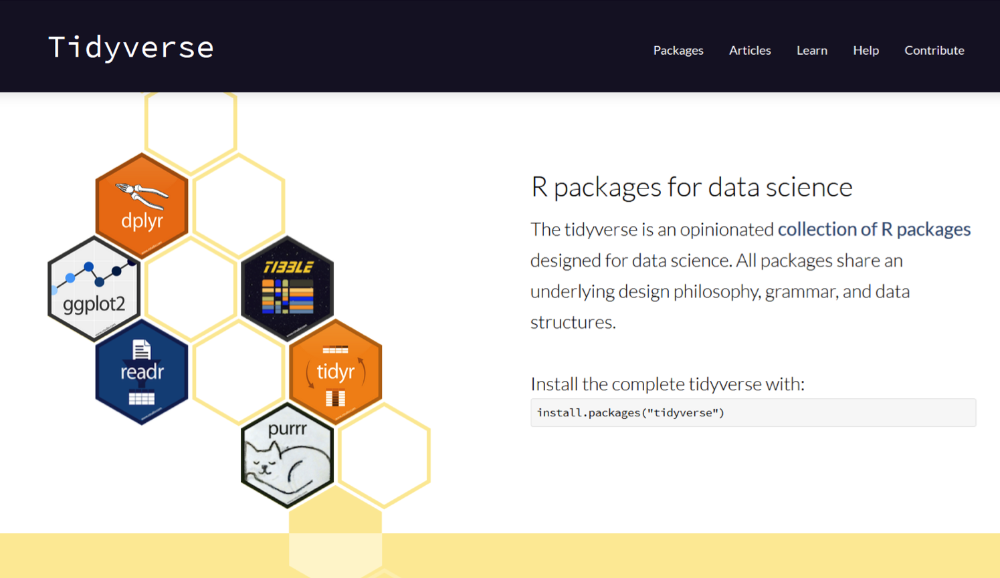 Tidyverse
Packages
Articles
Learn
Help
Contribute
dplyr
ggplot2
TIBBLE
readr
tidyr
purrr
R packages for data science
The tidyverse is an opinionated collection of R packages
designed for data science. All packages share an
underlying design philosophy, grammar, and data
structures.
Install the complete tidyverse with:
install.packages("tidyverse")